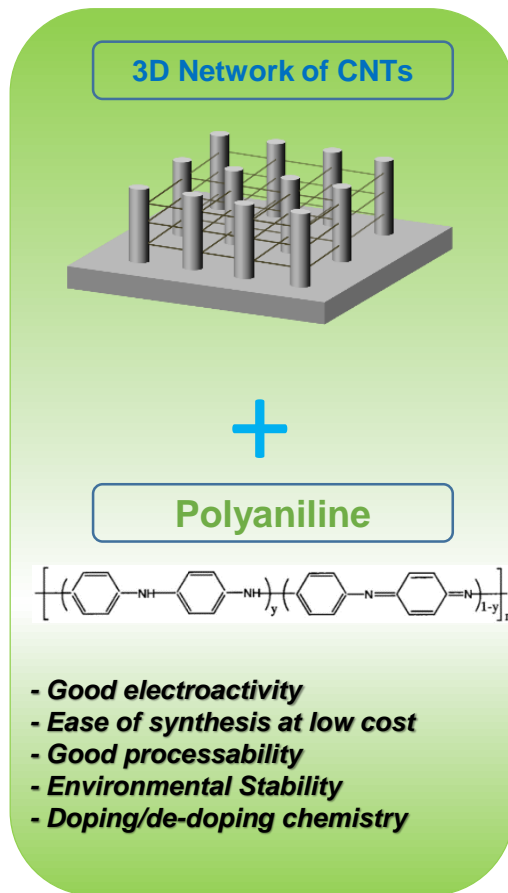 3D Network of CNTs
+
Polyaniline
[( -NH- -NH)y( -N= =N)1-y]n
- Good electroactivity
- Ease of synthesis at low cost
- Good processability
- Environmental Stability
- Doping/de-doping chemistry